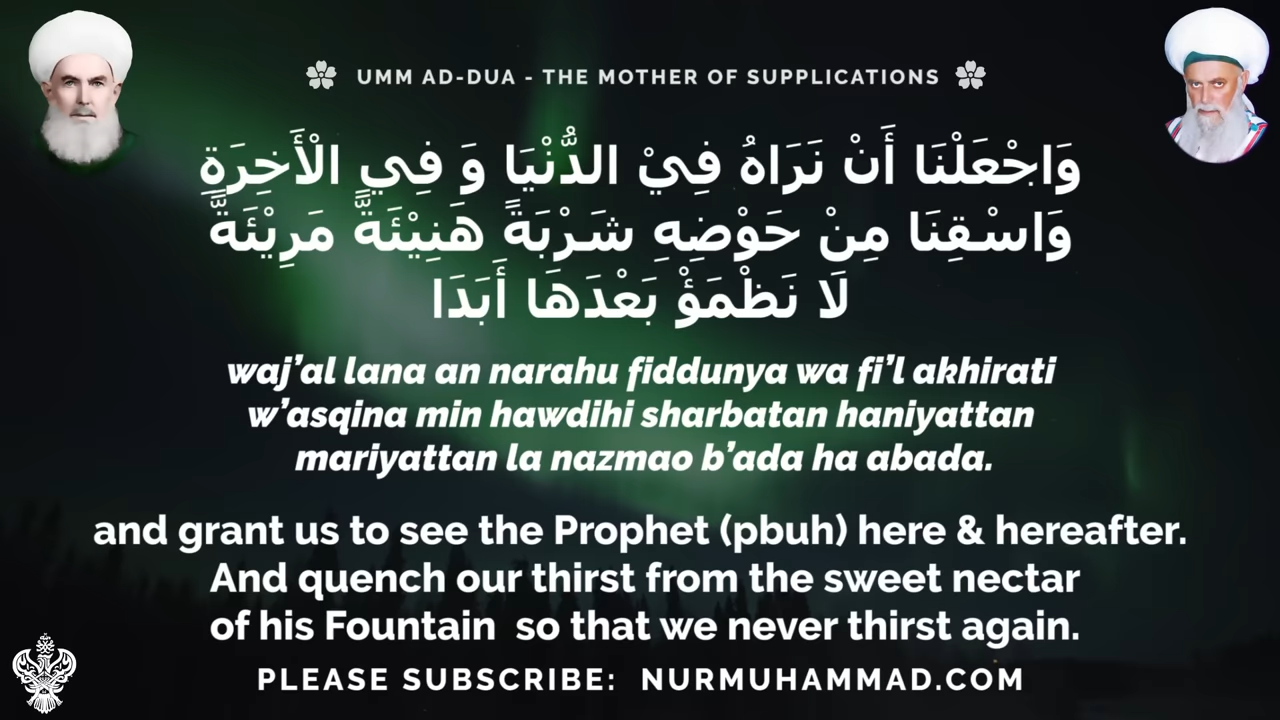 UMM AD-DUA - THE MOTHER OF SUPPLICATIONS
وَاجْعَلْنَا أَنْ نَرَاهُ فِيْ الدُّنْيَا وَ فِي الْأَخِرَةِ
وَاسْقِنَا مِنْ حَوْضِهِ شَرْبَةً هَنِيْئَةًَّ مَرِيْئَةًَّ
لَا نَظْمَؤْ بَعْدَهَا أَبَدَا
waj’al lana an narahu fiddunya wa fi’l akhirati
w’asqina min hawdihi sharbatan haniyattan
mariyattan la nazmao b’ada ha abada.
and grant us to see the Prophet (pbuh) here & hereafter.
And quench our thirst from the sweet nectar
of his Fountain so that we never thirst again.
PLEASE SUBSCRIBE: NURMUHAMMAD.COM